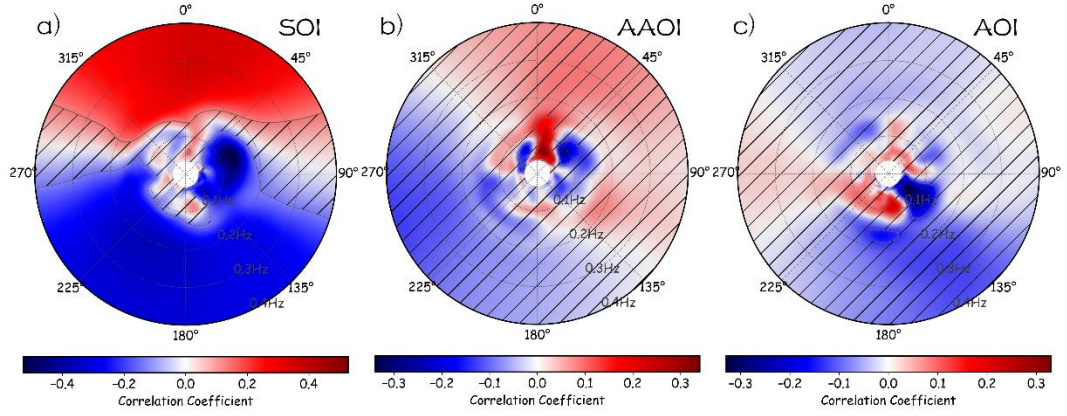 a) SOI
0°
45°
90°
135°
180°
225°
270°
315°
0.1Hz
0.2Hz
0.3Hz
0.4Hz
−0.4 −0.2 0.0 0.2 0.4
Correlation Coefficient
b) AAOI
0°
45°
90°
135°
180°
225°
270°
315°
0.1Hz
0.2Hz
0.3Hz
0.4Hz
−0.3 −0.2 −0.1 0.0 0.1 0.2 0.3
Correlation Coefficient
c) AOI
0°
45°
90°
135°
180°
225°
270°
315°
0.1Hz
0.2Hz
0.3Hz
0.4Hz
−0.3 −0.2 −0.1 0.0 0.1 0.2 0.3
Correlation Coefficient